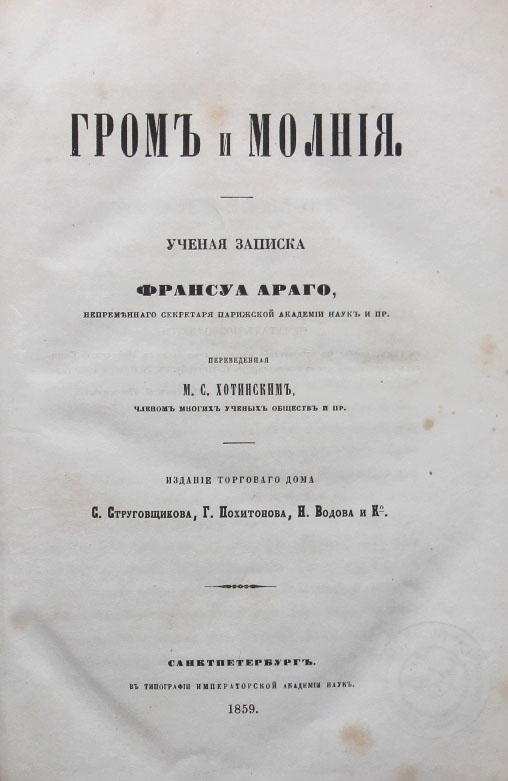 ГРОМЪ И МОЛНІЯ.
УЧЕНАЯ ЗАПИСКА
ФРАНСУА АРАГО,
НЕПРЕМѢННАГО СЕКРЕТАРЯ ПАРИЖСКОЙ АКАДЕМІИ НАУКЪ И ПР.
ПЕРЕВЕДЕННАЯ
М. С. ХОТИНСКИМЪ,
ЧЛЕНОМЪ МНОГИХЪ УЧЕНЫХЪ ОБЩЕСТВЪ И ПР.
ИЗДАНІЕ ТОРГОВАГО ДОМА
С. Струговщикова, Г. Похитонова, Н. Водова и Ко.
САНКТПЕТЕРБУРГЪ.
ВЪ ТИПОГРАФІИ ИМПЕРАТОРСКОЙ АКАДЕМІИ НАУКЪ.
1859.